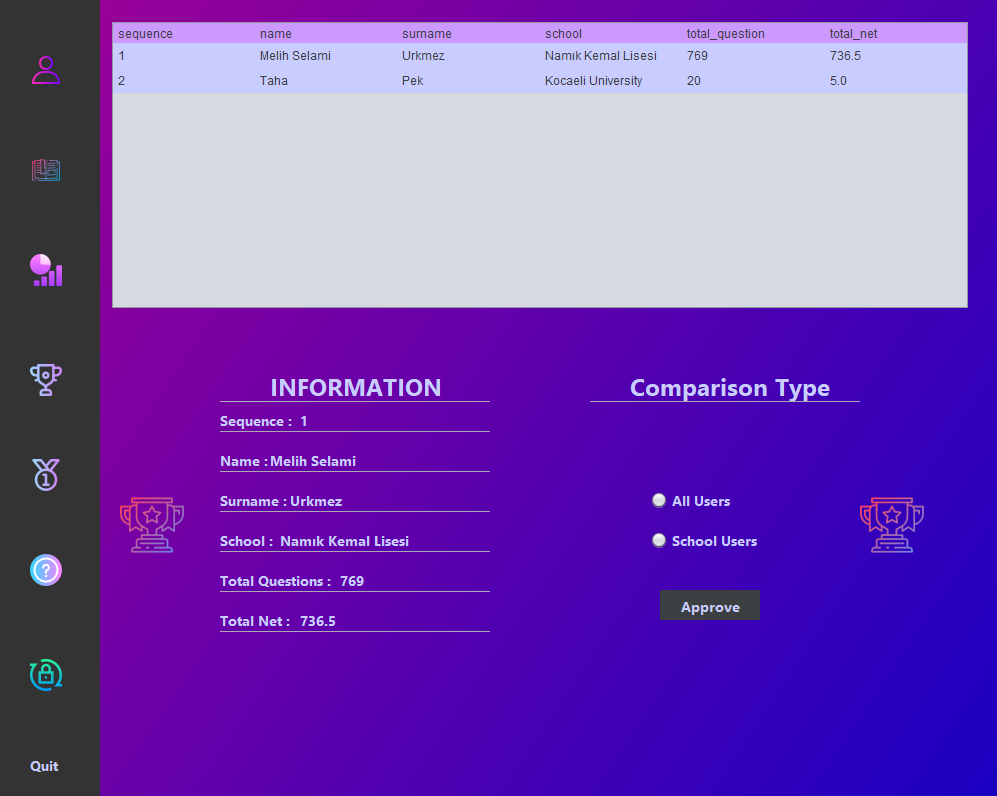 sequence name surname school total_question total_net
1 Melih Selami Urkmez Namık Kemal Lisesi 769 736.5
2 Taha Pek Kocaeli University 20 5.0
INFORMATION
Sequence : 1
Name : Melih Selami
Surname : Urkmez
School : Namık Kemal Lisesi
Total Questions : 769
Total Net : 736.5
Comparison Type
All Users
School Users
Approve
1
?
Quit